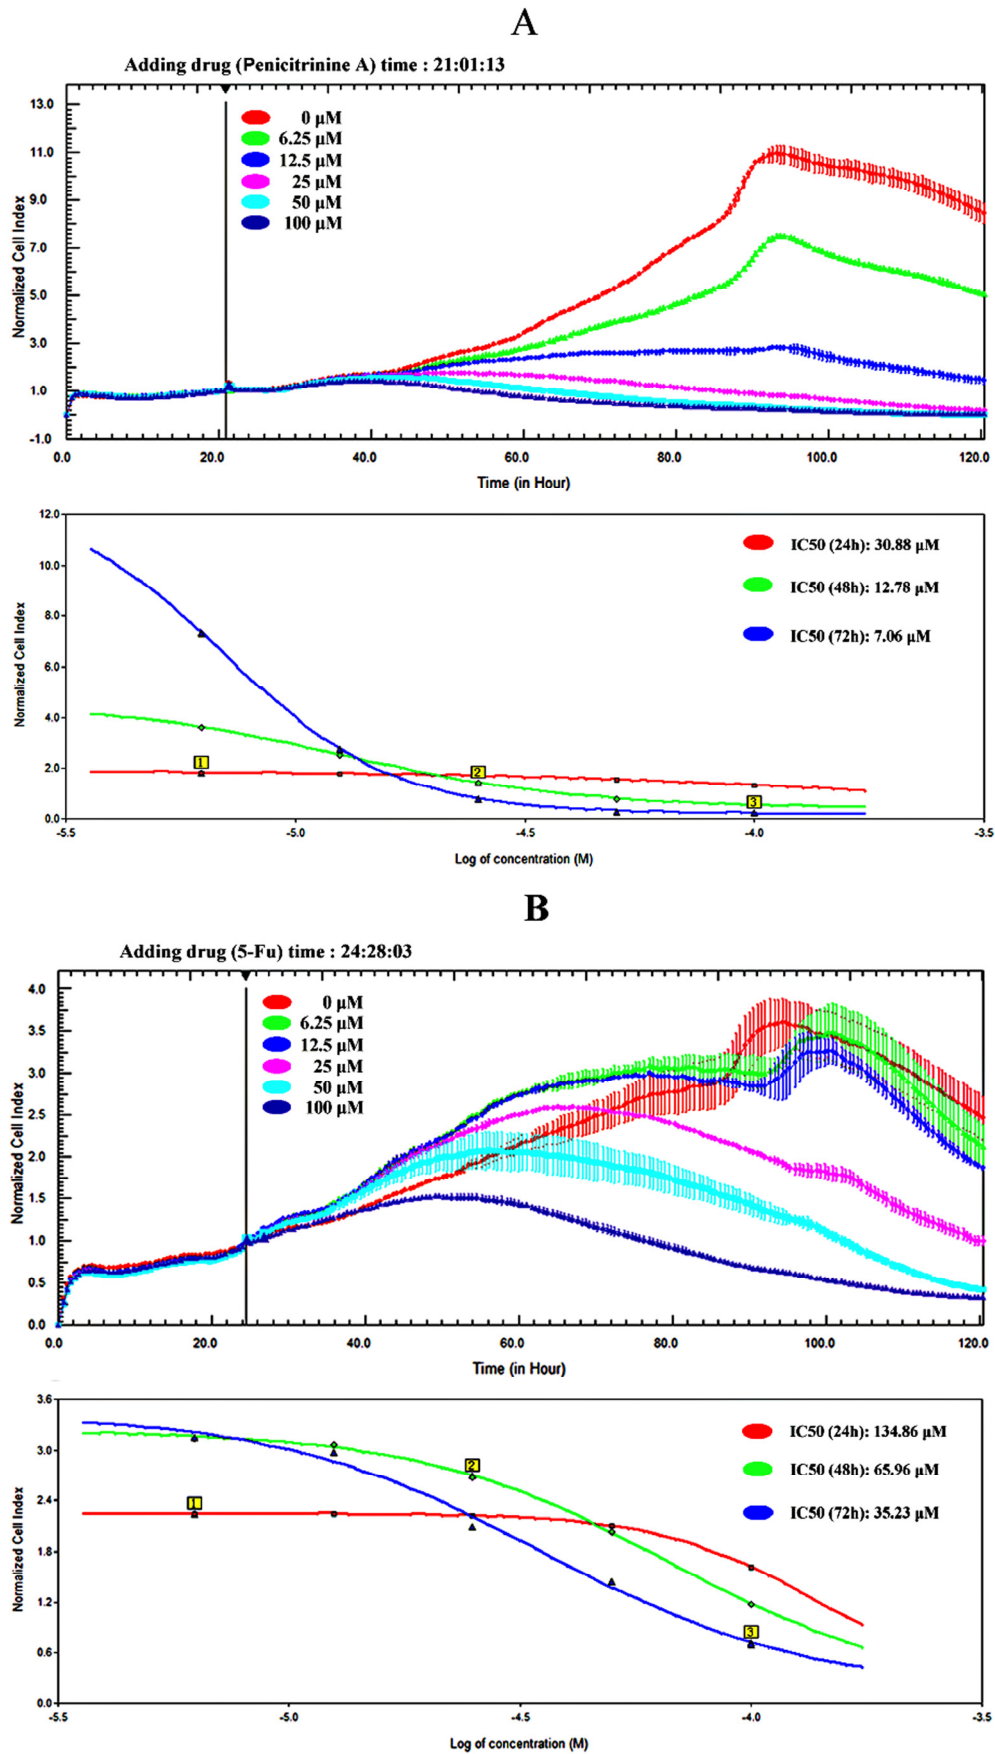 A
Adding drug (Penicitrinine A) time : 21:01:13
13.0
11.0
9.0
7.0
5.0
3.0
1.0
-1.0
Normalized Cell Index
0 μM
6.25 μM
12.5 μM
25 μM
50 μM
100 μM
0.0 20.0 40.0 60.0 80.0 100.0 120.0
Time (in Hour)
12.0
10.0
8.0
6.0
4.0
2.0
0.0
Normalized Cell Index
IC50 (24h): 30.88 μM
IC50 (48h): 12.78 μM
IC50 (72h): 7.06 μM
1
2
3
-5.5 -5.0 -4.5 -4.0 -3.5
Log of concentration (M)
B
Adding drug (5-Fu) time : 24:28:03
4.0
3.5
3.0
2.5
2.0
1.5
1.0
0.5
0.0
Normalized Cell Index
0 μM
6.25 μM
12.5 μM
25 μM
50 μM
100 μM
0.0 20.0 40.0 60.0 80.0 100.0 120.0
Time (in Hour)
3.6
3.0
2.4
1.8
1.2
0.6
0.0
Normalized Cell Index
IC50 (24h): 134.86 μM
IC50 (48h): 65.96 μM
IC50 (72h): 35.23 μM
1
2
3
-5.5 -5.0 -4.5 -4.0 -3.5
Log of concentration (M)